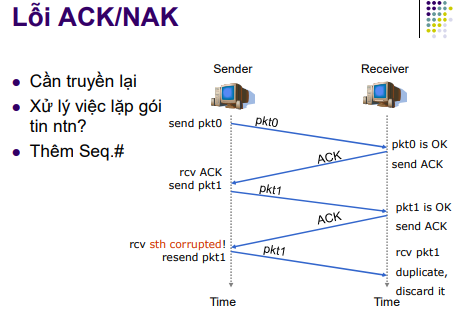 Lỗi ACK/NAK
Cần truyền lại
Xử lý việc lặp gói
tin ntn?
Thêm Seq.#
Sender
Receiver
send pkt0
pkt0
pkt0 is OK
ACK
send ACK
rcv ACK
send pkt1
pkt1
pkt1 is OK
ACK
send ACK
rcv sth corrupted!
resend pkt1
pkt1
rcv pkt1
duplicate,
discard it
Time
Time